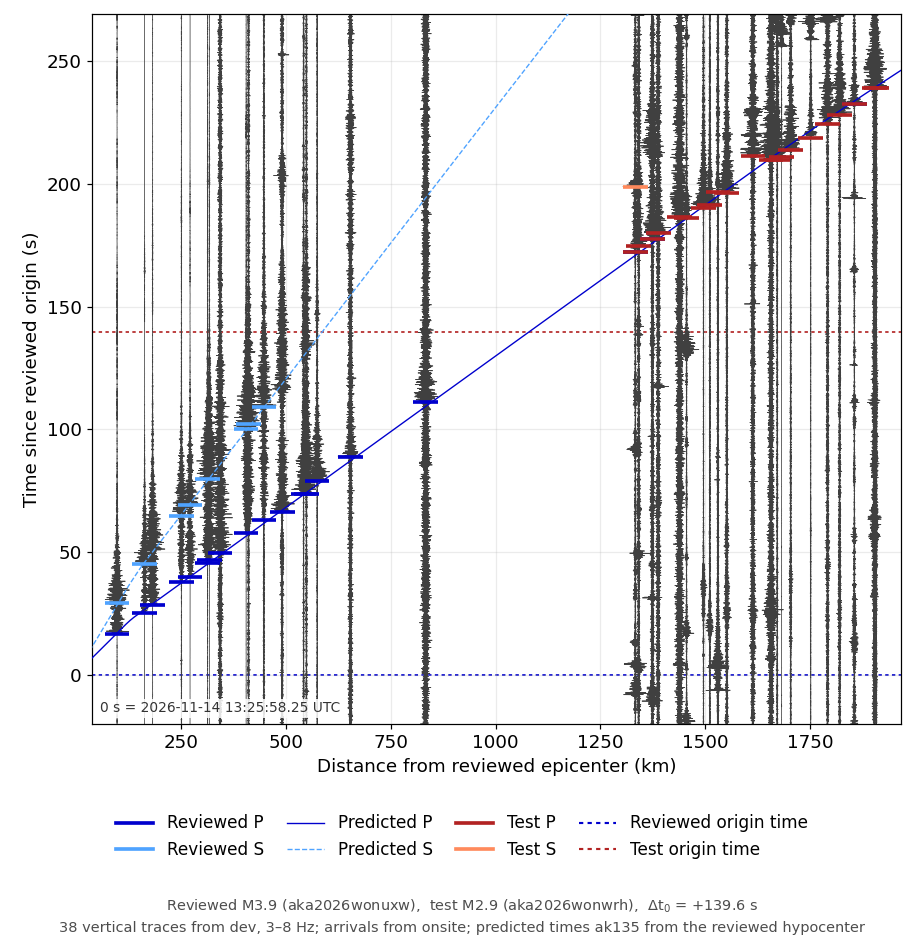 250
200
150
100
50
0
Time since reviewed origin (s)
0 s = 2026-11-14 13:25:58.25 UTC
250 500 750 1000 1250 1500 1750
Distance from reviewed epicenter (km)
Reviewed P Predicted P Test P Reviewed origin time
Reviewed S Predicted S Test S Test origin time
Reviewed M3.9 (aka2026wonuxw), test M2.9 (aka2026wonwrh), Δt₀ = +139.6 s
38 vertical traces from dev, 3–8 Hz; arrivals from onsite; predicted times ak135 from the reviewed hypocenter